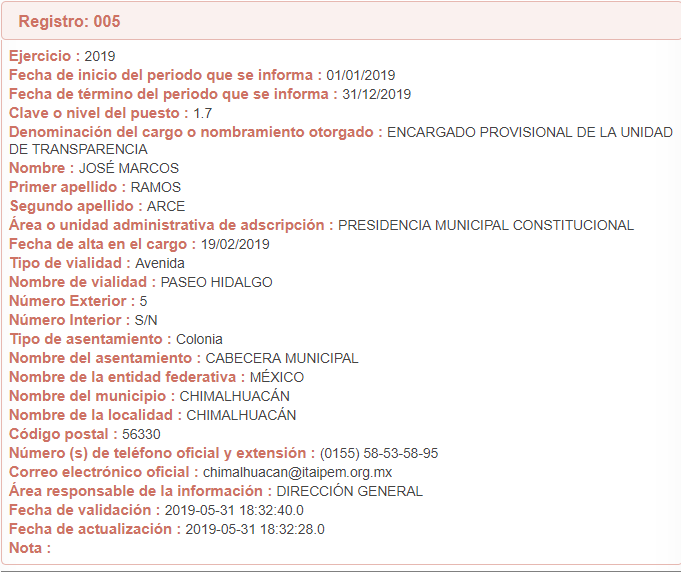 Registro: 005
Ejercicio : 2019
Fecha de inicio del periodo que se informa : 01/01/2019
Fecha de término del periodo que se informa : 31/12/2019
Clave o nivel del puesto : 1.7
Denominación del cargo o nombramiento otorgado : ENCARGADO PROVISIONAL DE LA UNIDAD
DE TRANSPARENCIA
Nombre : JOSÉ MARCOS
Primer apellido : RAMOS
Segundo apellido : ARCE
Área o unidad administrativa de adscripción : PRESIDENCIA MUNICIPAL CONSTITUCIONAL
Fecha de alta en el cargo : 19/02/2019
Tipo de vialidad : Avenida
Nombre de vialidad : PASEO HIDALGO
Número Exterior : 5
Número Interior : S/N
Tipo de asentamiento : Colonia
Nombre del asentamiento : CABECERA MUNICIPAL
Nombre de la entidad federativa : MÉXICO
Nombre del municipio : CHIMALHUACÁN
Nombre de la localidad : CHIMALHUACÁN
Código postal : 56330
Número (s) de teléfono oficial y extensión : (0155) 58-53-58-95
Correo electrónico oficial : chimalhuacan@itaipem.org.mx
Área responsable de la información : DIRECCIÓN GENERAL
Fecha de validación : 2019-05-31 18:32:40.0
Fecha de actualización : 2019-05-31 18:32:28.0
Nota :